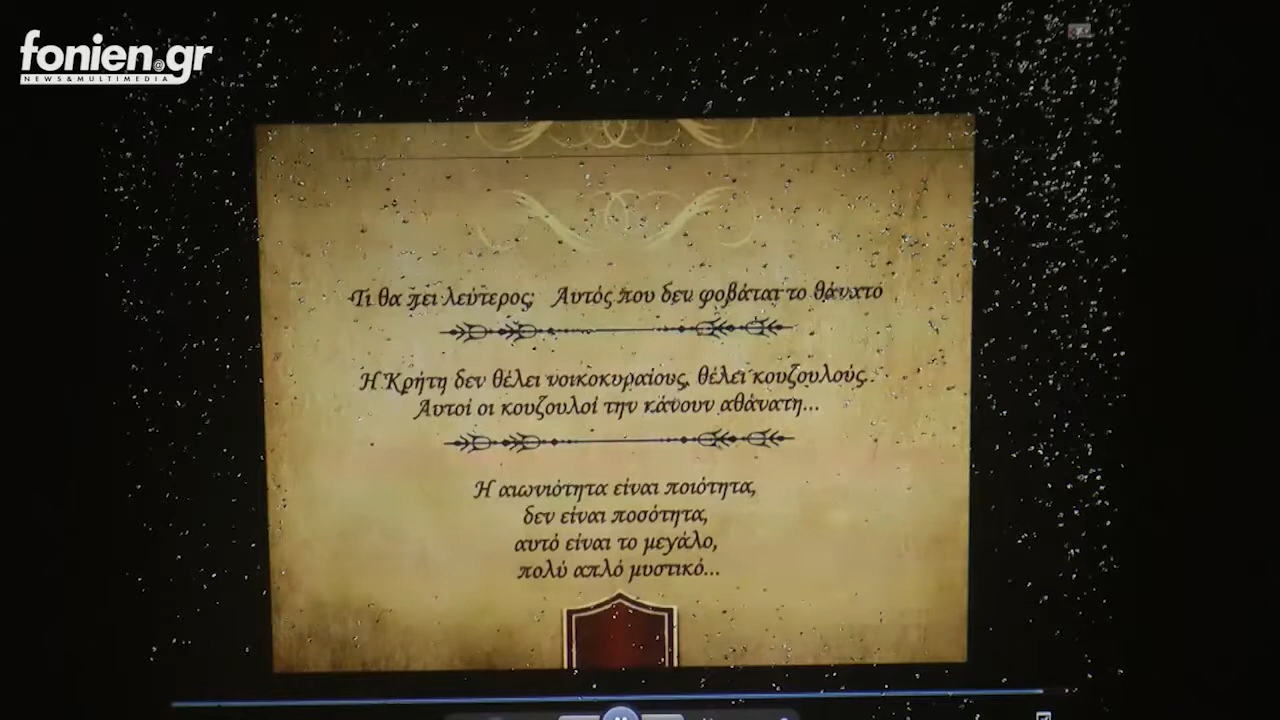 fonien.gr
NEWS&MULTIMEDIA
Τι θα πει λεύτερος; Αυτός που δεν φοβάται το θάνατο
Η Κρήτη δεν θέλει νοικοκυραίους, θέλει κουζουλούς..
Αυτοί οι κουζουλοί την κάνουν αθάνατη...
Η αιωνιότητα είναι ποιότητα,
δεν είναι ποσότητα,
αυτό είναι το μεγάλο,
πολύ απλό μυστικό...